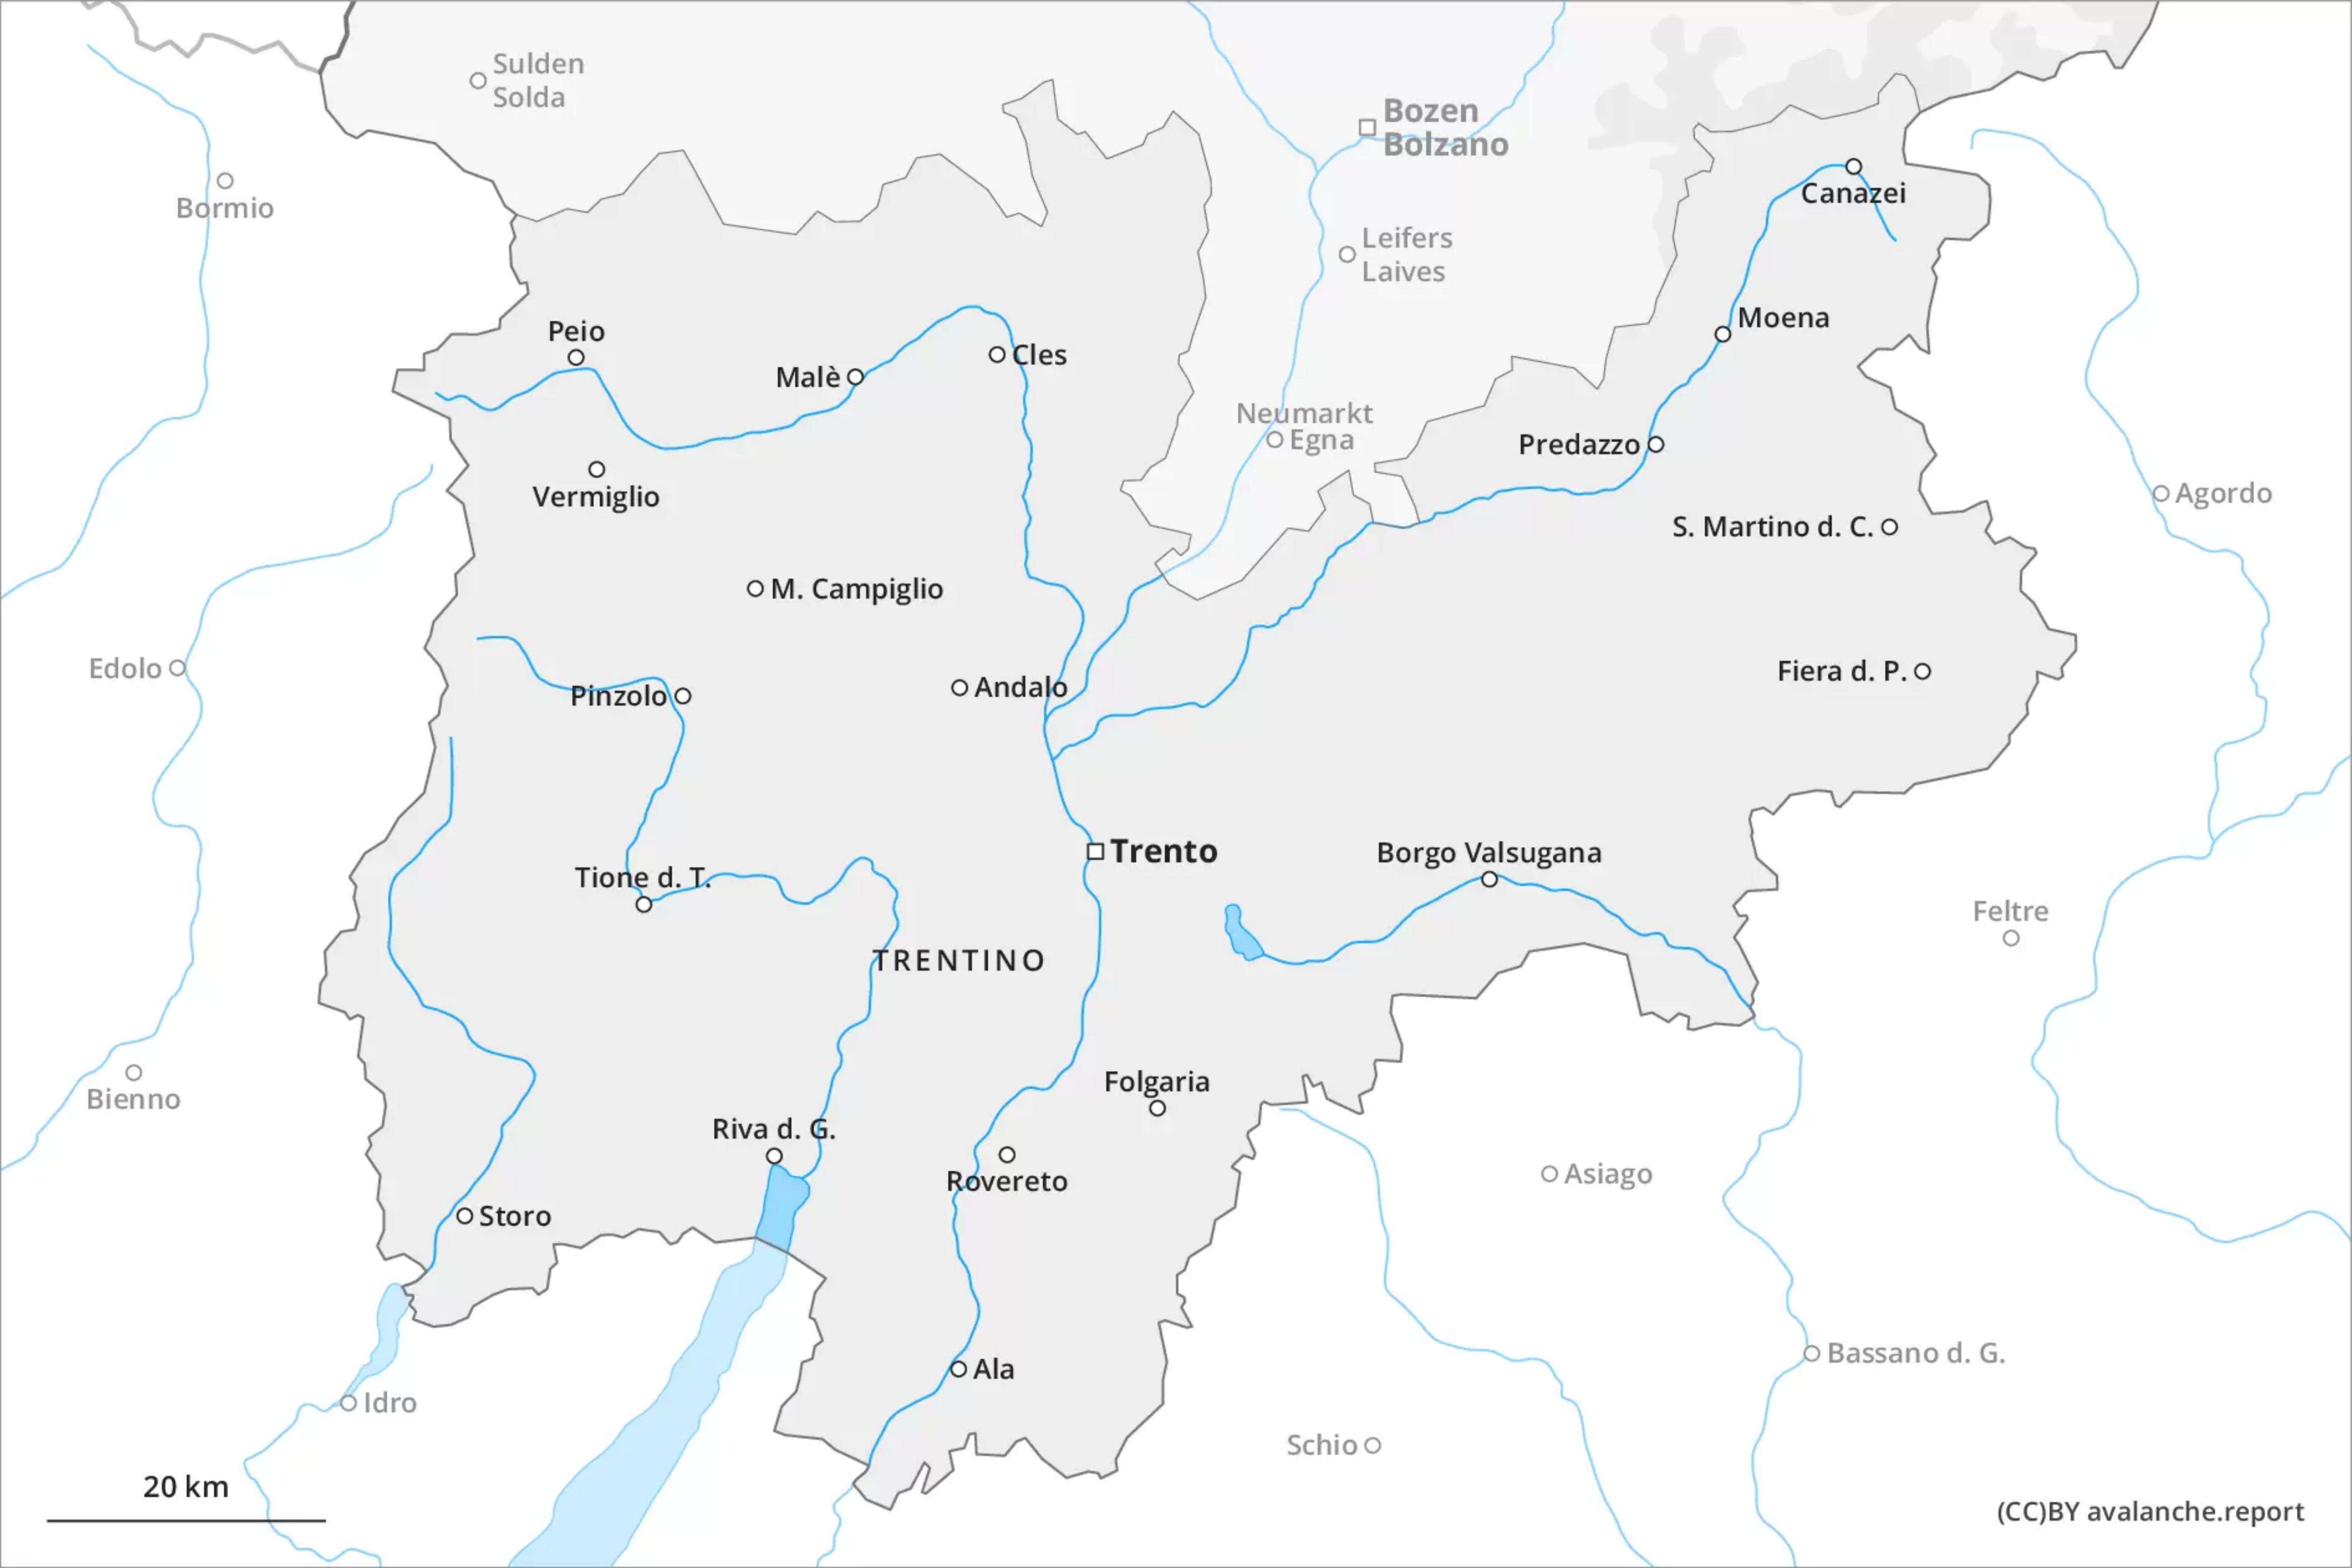 Sulden
Solda
Bozen
Bolzano
Bormio
Canazei
Leifers
Laives
Moena
Peio
Cles
Malè
Neumarkt
Egna
Predazzo
Vermiglio
Agordo
S. Martino d. C.
M. Campiglio
Edolo
Fiera d. P.
Andalo
Pinzolo
Trento
Borgo Valsugana
Tione d. T.
Feltre
TRENTINO
Folgaria
Bienno
Riva d. G.
Asiago
Rovereto
Storo
Bassano d. G.
Ala
Idro
Schio
20 km
(CC)BY avalanche.report